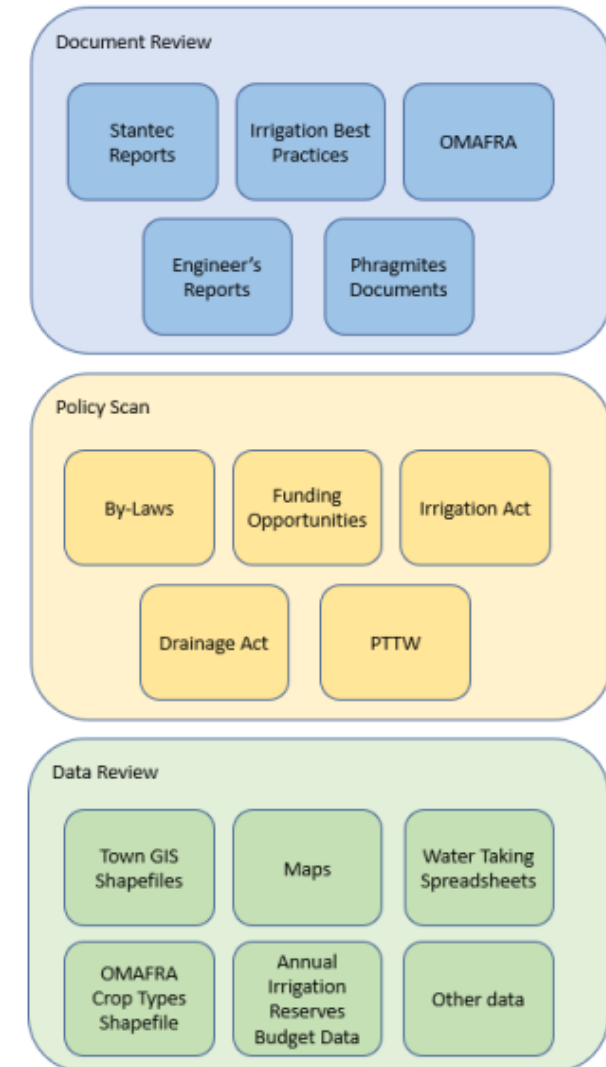 Document Review
Stantec
Reports
Irrigation Best
Practices
OMAFRA
Engineer's
Reports
Phragmites
Documents
Policy Scan
By-Laws
Funding
Opportunities
Irrigation Act
Drainage Act
PTTW
Data Review
Town GIS
Shapefiles
Maps
Water Taking
Spreadsheets
OMAFRA
Crop Types
Shapefile
Annual
Irrigation
Reserves
Budget Data
Other data